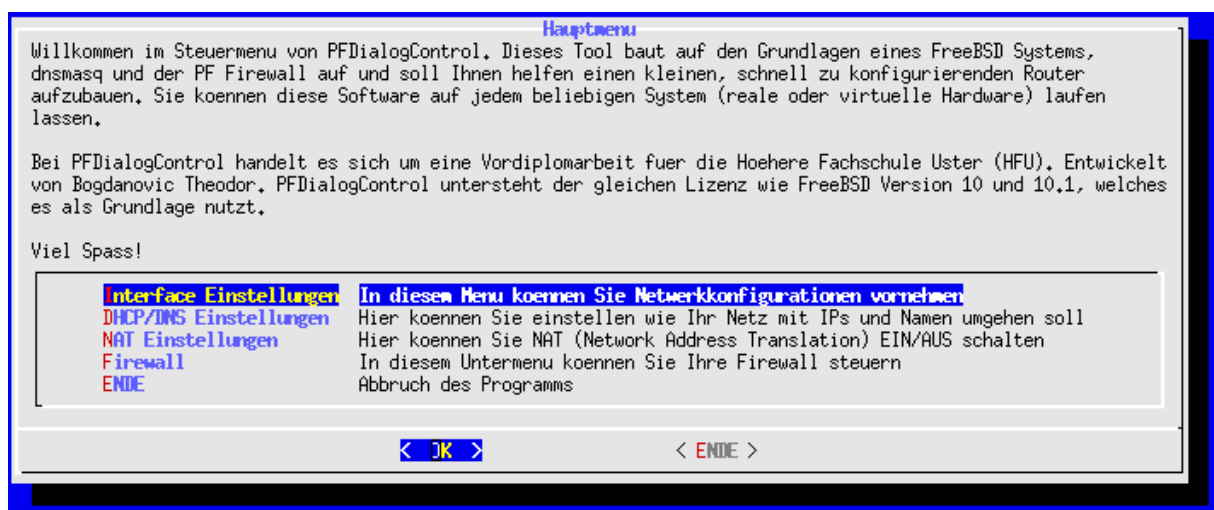 Hauptmenu
Willkommen im Steuermenu von PFDialogControl. Dieses Tool baut auf den Grundlagen eines FreeBSD Systems,
dnsmasq und der PF Firewall auf und soll Ihnen helfen einen kleinen, schnell zu konfigurierenden Router
aufzubauen. Sie koennen diese Software auf jedem beliebigen System (reale oder virtuelle Hardware) laufen
lassen.
Bei PFDialogControl handelt es sich um eine Vordiplomarbeit fuer die Hoehere Fachschule Uster (HFU). Entwickelt
von Bogdanovic Theodor. PFDialogControl untersteht der gleichen Lizenz wie FreeBSD Version 10 und 10.1, welches
es als Grundlage nutzt.
Viel Spass!
Interface Einstellungen In diesem Menu koennen Sie Netwerkkonfigurationen vornehmen
DHCP/DNS Einstellungen Hier koennen Sie einstellen wie Ihr Netz mit IPs und Namen umgehen soll
NAT Einstellungen Hier koennen Sie NAT (Network Address Translation) EIN/AUS schalten
Firewall In diesem Untermenu koennen Sie Ihre Firewall steuern
ENDE Abbruch des Programms
< OK > < ENDE >